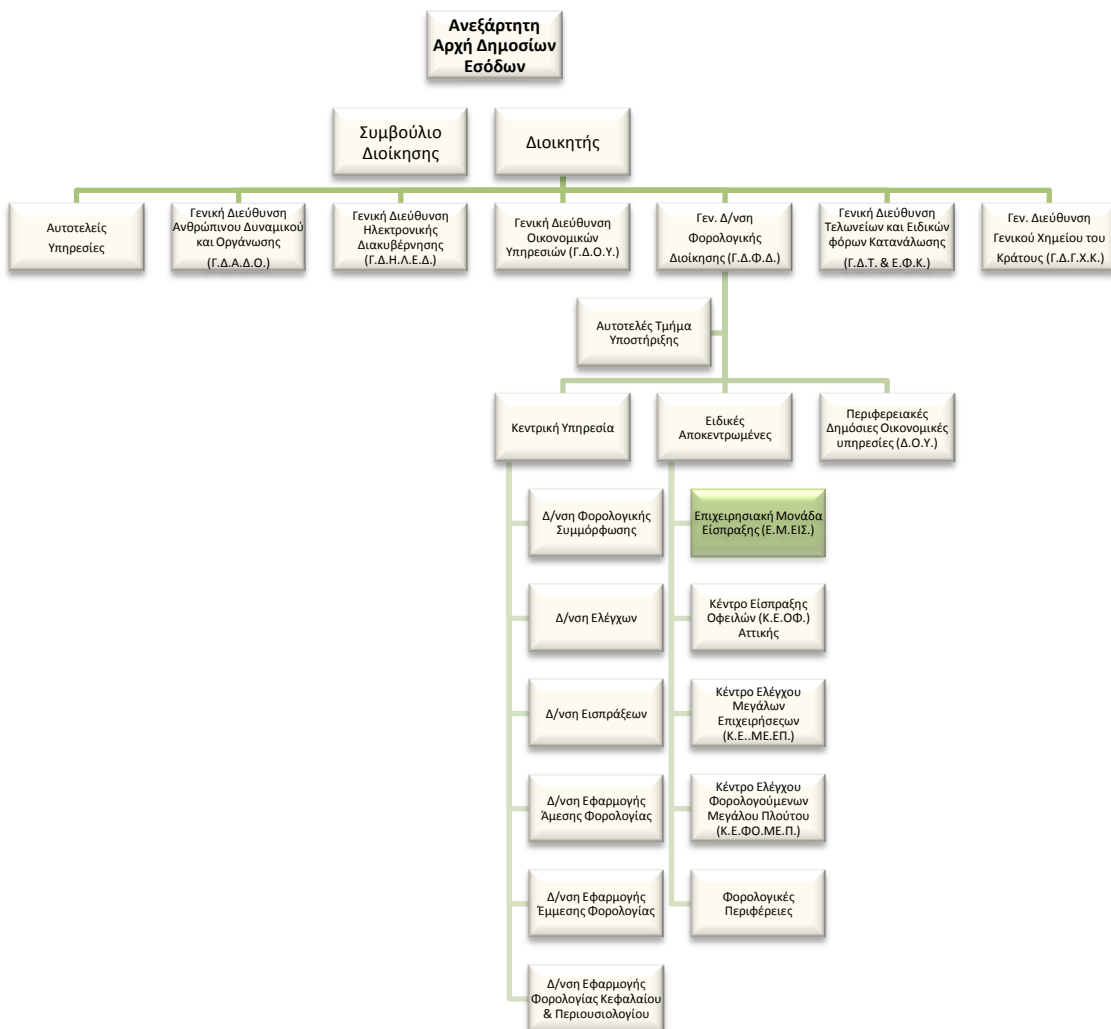 Ανεξάρτητη
Αρχή Δημοσίων
Εσόδων
Συμβούλιο
Διοίκησης
Διοικητής
Αυτοτελείς
Υπηρεσίες
Γενική Διεύθυνση
Ανθρώπινου Δυναμικού
και Οργάνωσης
(Γ.Δ.Α.Δ.Ο.)
Γενική Διεύθυνση
Ηλεκτρονικής
Διακυβέρνησης
(Γ.Δ.Η.Λ.Ε.Δ.)
Γενική Διεύθυνση
Οικονομικών
Υπηρεσιών (Γ.Δ.Ο.Υ.)
Γεν. Δ/νση
Φορολογικής
Διοίκησης (Γ.Δ.Φ.Δ.)
Γενική Διεύθυνση
Τελωνείων και Ειδικών
φόρων Κατανάλωσης
(Γ.Δ.Τ. & Ε.Φ.Κ.)
Γεν. Διεύθυνση
Γενικού Χημείου του
Κράτους (Γ.Δ.Γ.Χ.Κ.)
Αυτοτελές Τμήμα
Υποστήριξης
Κεντρική Υπηρεσία
Ειδικές
Αποκεντρωμένες
Περιφερειακές
Δημόσιες Οικονομικές
υπηρεσίες (Δ.Ο.Υ.)
Δ/νση Φορολογικής
Συμμόρφωσης
Δ/νση Ελέγχων
Δ/νση Εισπράξεων
Δ/νση Εφαρμογής
Άμεσης Φορολογίας
Δ/νση Εφαρμογής
Έμμεσης Φορολογίας
Δ/νση Εφαρμογής
Φορολογίας Κεφαλαίου
& Περιουσιολογίου
Επιχειρησιακή Μονάδα
Είσπραξης (Ε.Μ.ΕΙΣ.)
Κέντρο Είσπραξης
Οφειλών (Κ.Ε.ΟΦ.)
Αττικής
Κέντρο Ελέγχου
Μεγάλων
Επιχειρήσεςων
(Κ.Ε..ΜΕ.ΕΠ.)
Κέντρο Ελέγχου
Φορολογούμενων
Μεγάλου Πλούτου
(Κ.Ε.ΦΟ.ΜΕ.Π.)
Φορολογικές
Περιφέρειες